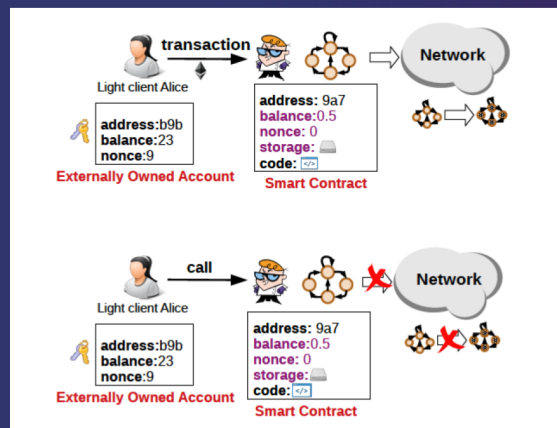 transaction
Network
Light client Alice
address: 9a7
balance:0.5
nonce: 0
storage:
code: </>
address:b9b
balance:23
nonce:9
Externally Owned Account
Smart Contract
call
Network
Light client Alice
address: 9a7
balance:0.5
nonce: 0
storage:
code: </>
address:b9b
balance:23
nonce:9
Externally Owned Account
Smart Contract